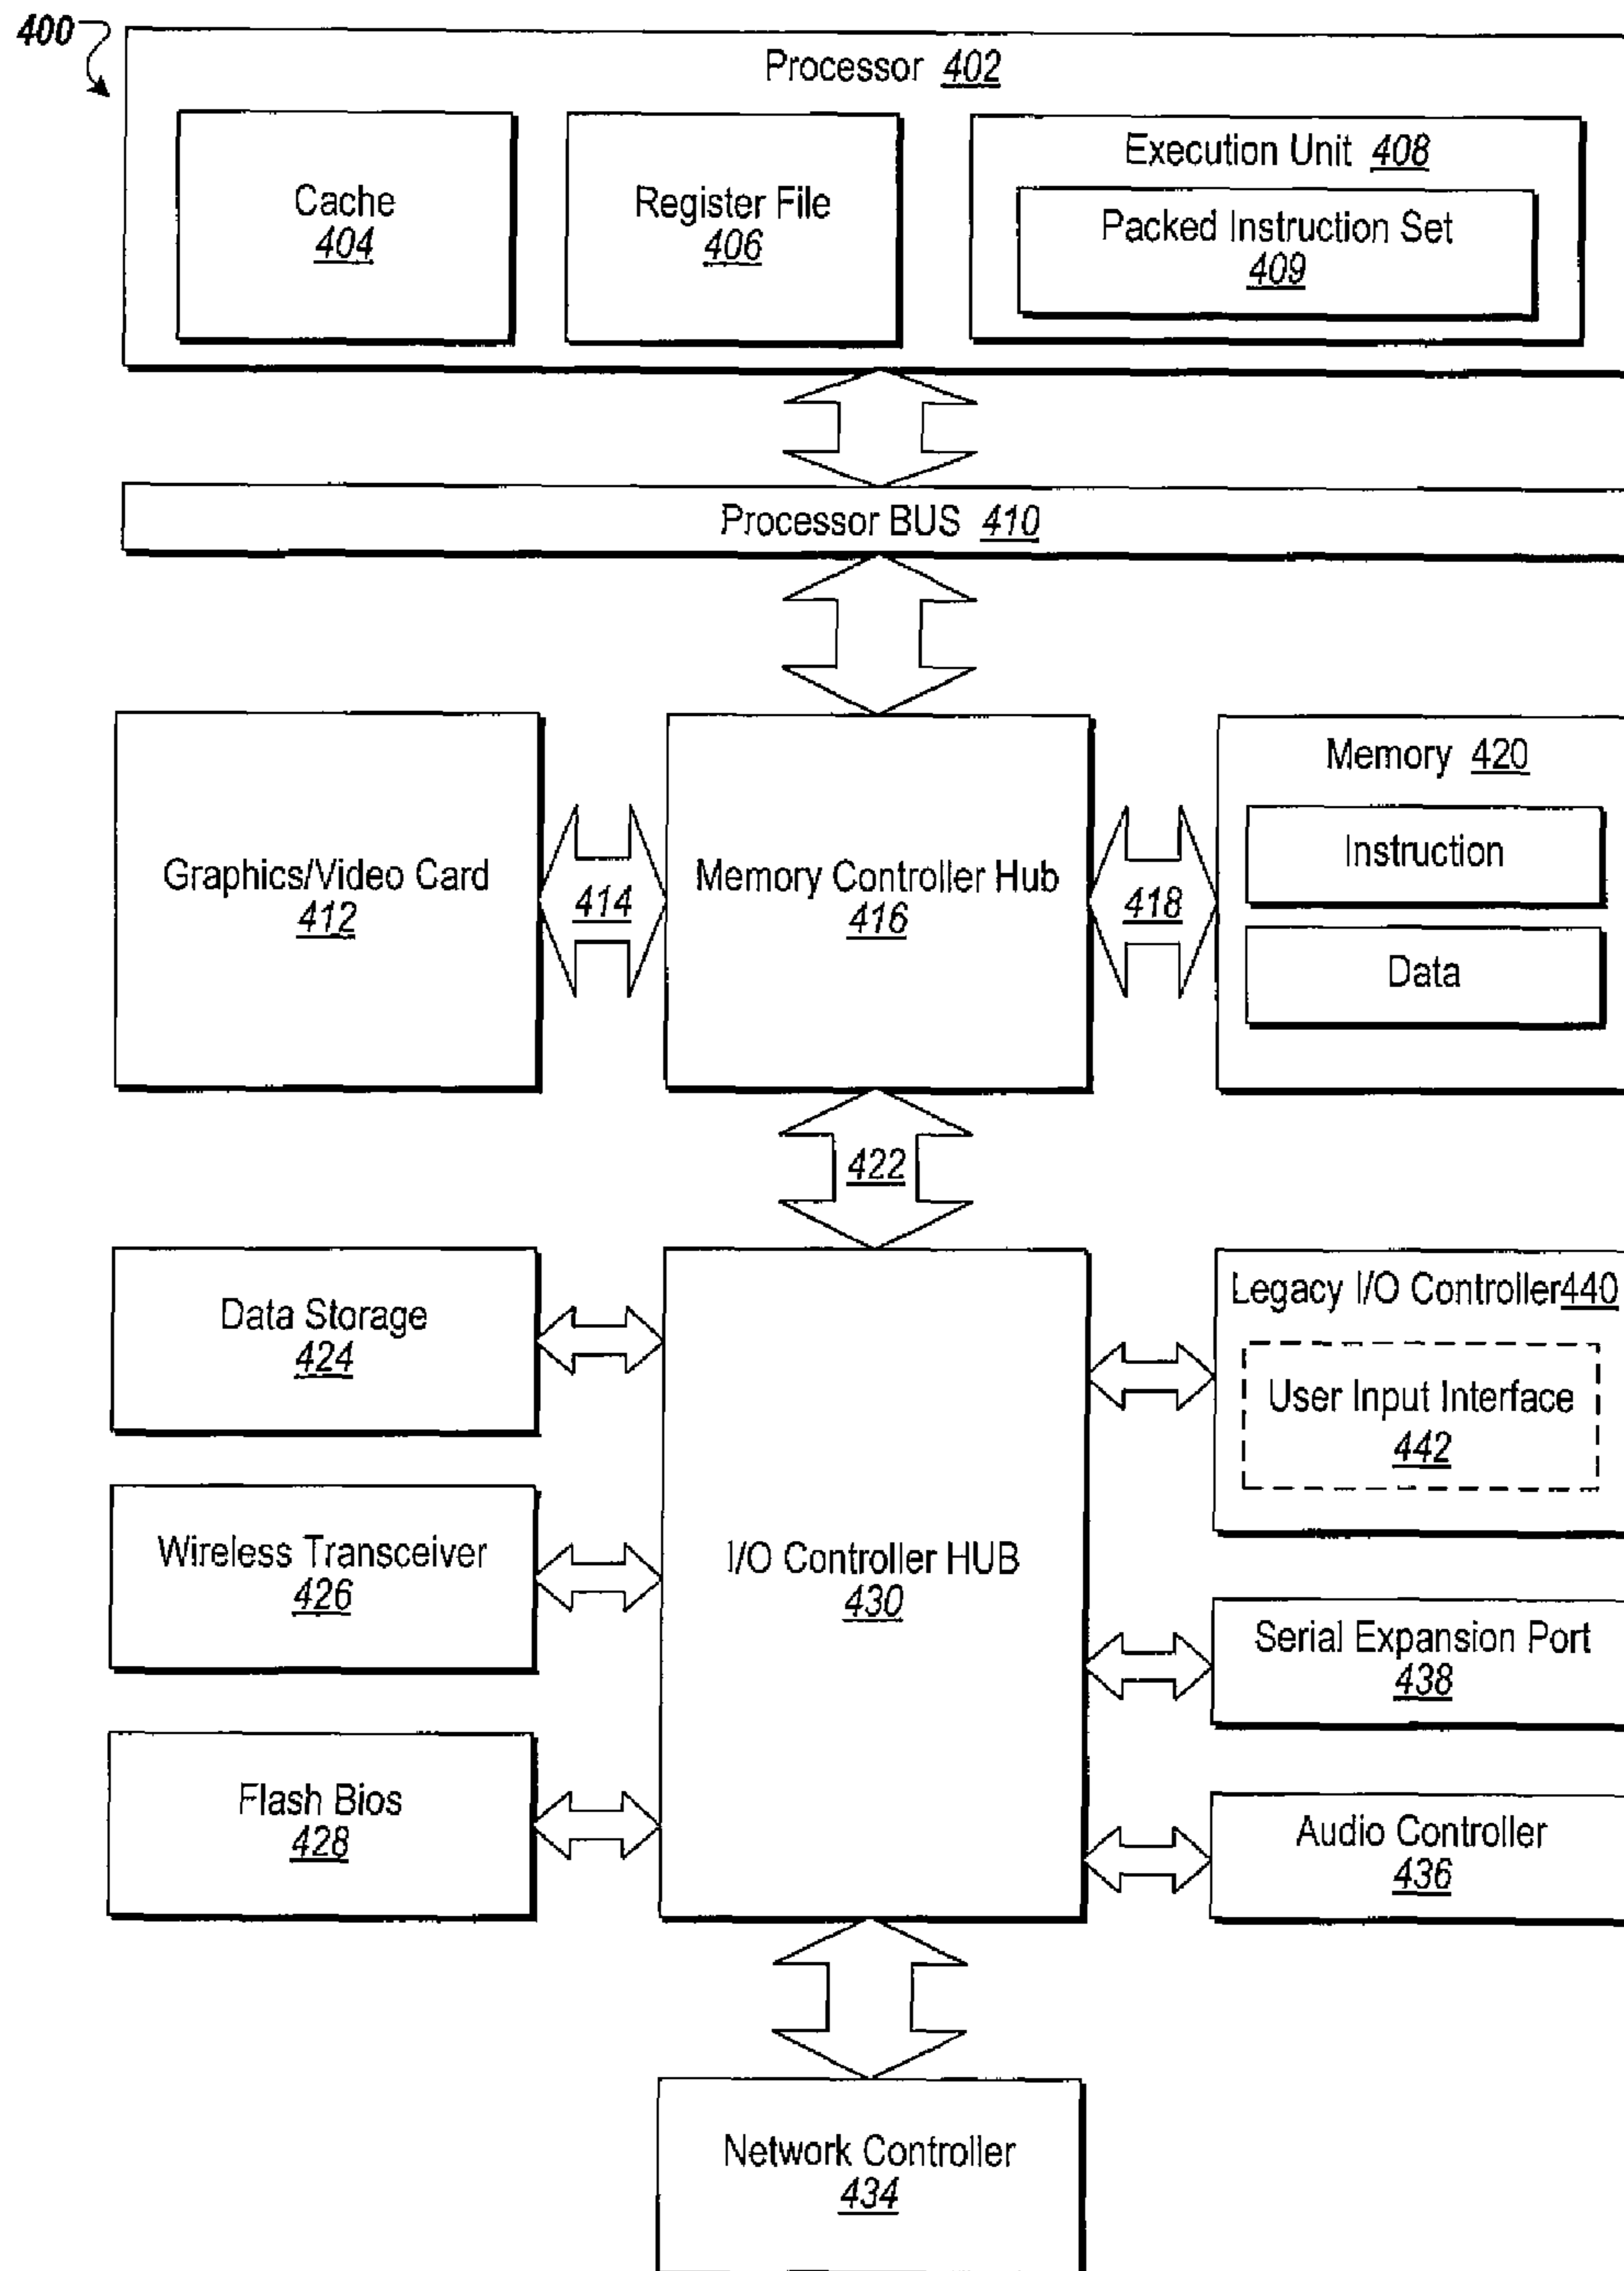 400
Processor 402
Cache
404
Register File
406
Execution Unit 408
Packed Instruction Set
409
Processor BUS 410
Graphics/Video Card
412
414
Memory Controller Hub
416
418
Memory 420
Instruction
Data
422
Data Storage
424
Wireless Transceiver
426
Flash Bios
428
I/O Controller HUB
430
Legacy I/O Controller 440
User Input Interface
442
Serial Expansion Port
438
Audio Controller
436
Network Controller
434